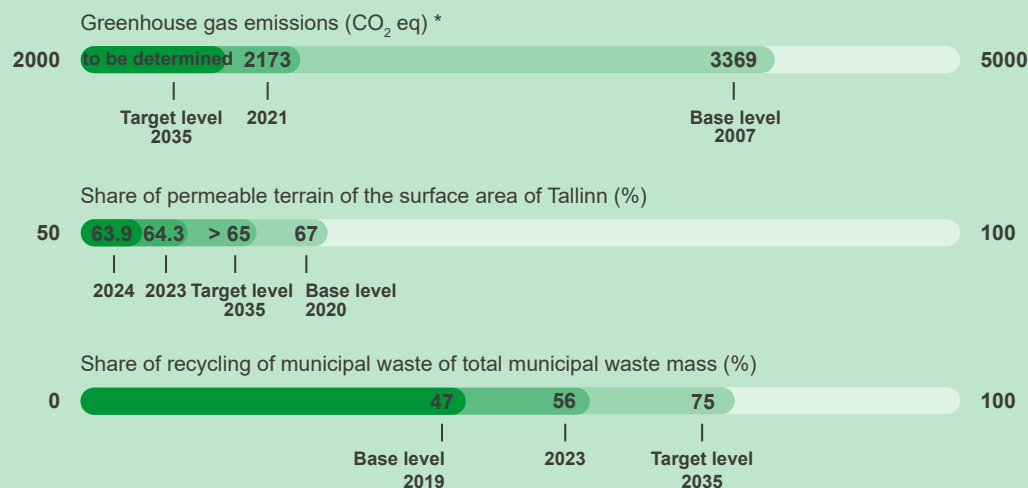 Greenhouse gas emissions (CO₂ eq) *
2000 to be determined 2173 3369 5000
Target level 2021 Base level
2035 2007
Share of permeable terrain of the surface area of Tallinn (%)
50 63.9 64.3 > 65 67 100
2024 2023 Target level Base level
2035 2020
Share of recycling of municipal waste of total municipal waste mass (%)
0 47 56 75 100
Base level 2023 Target level
2019 2035